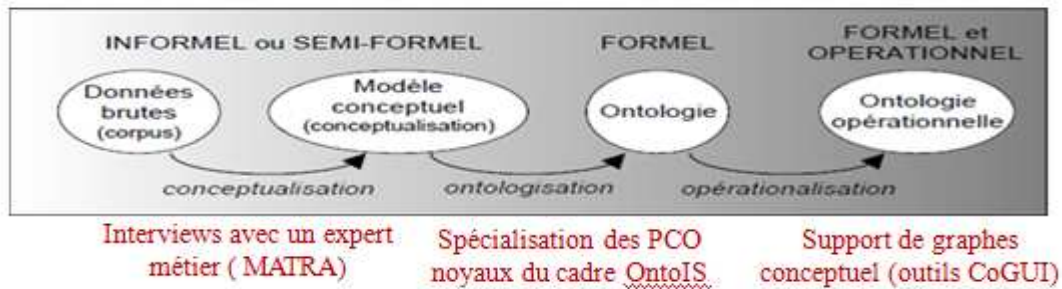 INFORMEL ou SEMI-FORMEL
FORMEL
FORMEL et
OPERATIONNEL
Données
brutes
(corpus)
Modèle
conceptuel
(conceptualisation)
Ontologie
Ontologie
opérationnelle
conceptualisation
ontologisation
opérationalisation
Interviews avec un expert
métier ( MATRA)
Spécialisation des PCO
noyaux du cadre OntoIS
Support de graphes
conceptuel (outils CoGUI)